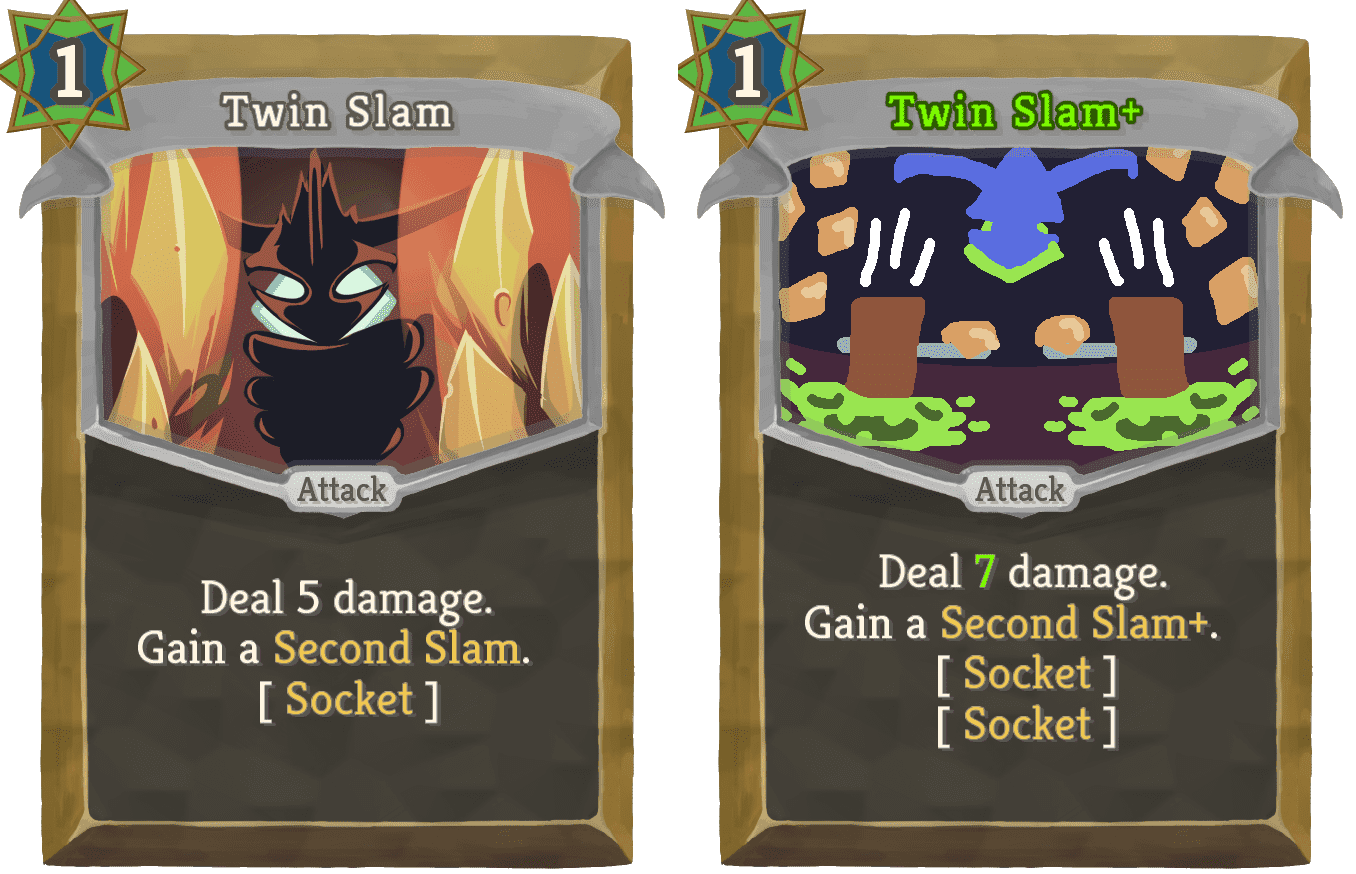 1
Twin Slam
Attack
Deal 5 damage.
Gain a Second Slam.
[ Socket ]
1
Twin Slam+
Attack
Deal 7 damage.
Gain a Second Slam+.
[ Socket ]
[ Socket ]